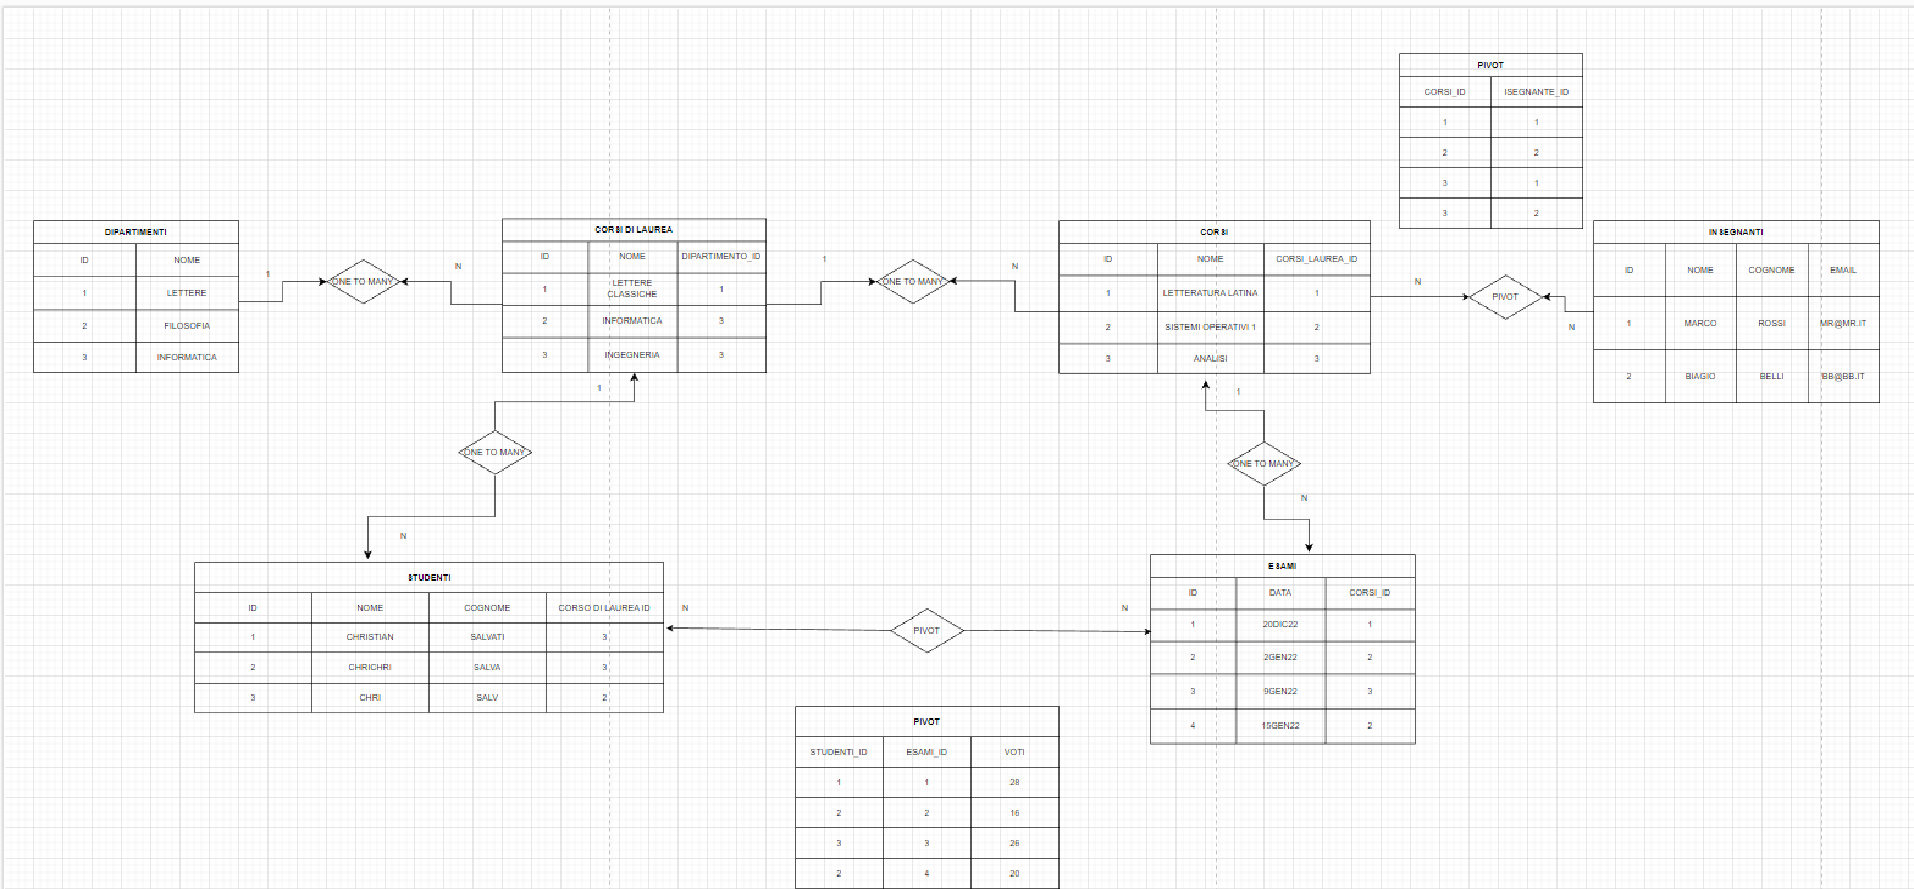 PIVOT
CORSI_ID ISEGNANTE_ID
1 1
2 2
3 1
3 2
DIPARTIMENTI
ID NOME
1 LETTERE
2 FILOSOFIA
3 INFORMATICA
1
ONE TO MANY
N
CORSI DI LAUREA
ID NOME DIPARTIMENTO_ID
1 LETTERE CLASSICHE 1
2 INFORMATICA 3
3 INGEGNERIA 3
1
ONE TO MANY
N
CORSI
ID NOME CORSI_LAUREA_ID
1 LETTERATURA LATINA 1
2 SISTEMI OPERATIVI 1 2
3 ANALISI 3
N
PIVOT
N
INSEGNANTI
ID NOME COGNOME EMAIL
1 MARCO ROSSI MR@MR.IT
2 BIAGIO BELLI BB@BB.IT
1
ONE TO MANY
N
1
ONE TO MANY
N
STUDENTI
ID NOME COGNOME CORSO DI LAUREA ID
1 CHRISTIAN SALVATI 3
2 CHRICHRI SALVA 3
3 CHRI SALV 2
N
PIVOT
N
ESAMI
ID DATA CORSI_ID
1 20DIC22 1
2 2GEN22 2
3 9GEN22 3
4 15GEN22 2
PIVOT
STUDENTI_ID ESAMI_ID VOTI
1 1 28
2 2 16
3 3 26
2 4 20